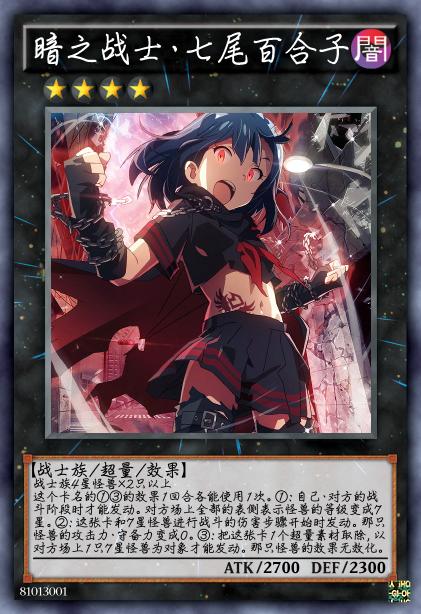 暗之战士·七尾百合子
闇
【战士族/超量/效果】
战士族4星怪兽×2只以上
这个卡名的①③的效果1回合各能使用1次。①:自己·对方的战
斗阶段时才能发动。对方场上全部的表侧表示怪兽的等级变成7
星。②:这张卡和7星怪兽进行战斗的伤害步骤开始时发动。那只
怪兽的攻击力·守备力变成0。③:把这张卡1个超量素材取除,以
对方场上1只7星怪兽为对象才能发动。那只怪兽的效果无效化。
ATK/2700 DEF/2300
81013001